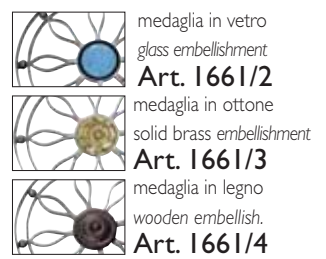 medaglia in vetro
glass embellishment
Art. 1661/2
medaglia in ottone
solid brass embellishment
Art. 1661/3
medaglia in legno
wooden embellish.
Art. 1661/4